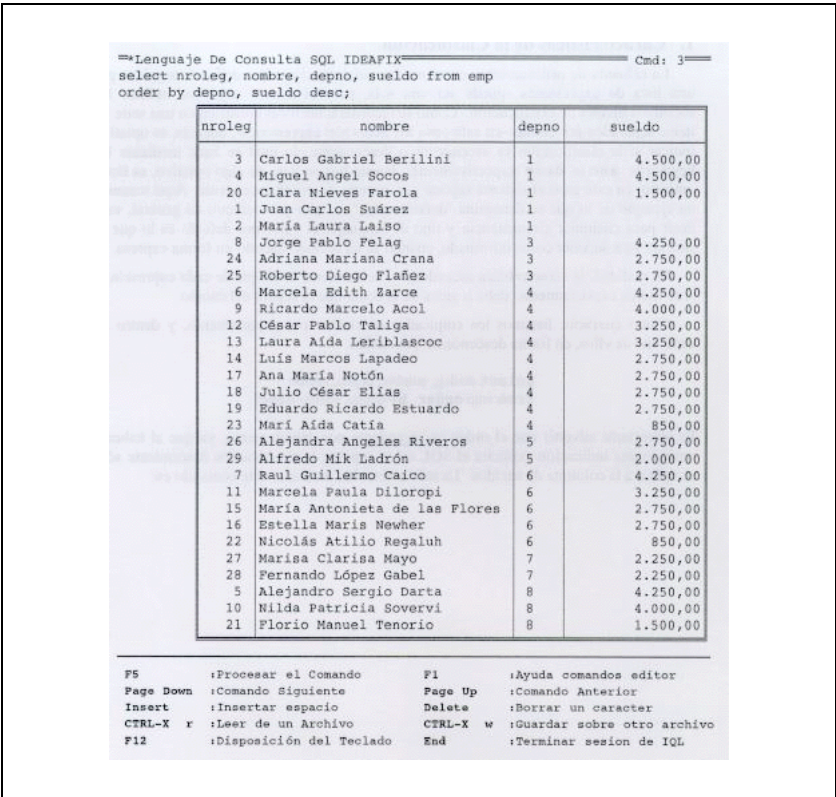 *Lenguaje De Consulta SQL IDEAFIX Cmd: 3
select nroleg, nombre, depno, sueldo from emp
order by depno, sueldo desc;
nroleg nombre depno sueldo
3 Carlos Gabriel Berilini 1 4.500,00
4 Miguel Angel Socos 4 4.500,00
20 Clara Nieves Farola 1 1.500,00
1 Juan Carlos Suárez 1
2 María Laura Laiso 1
8 Jorge Pablo Felag 3 4.250,00
24 Adriana Mariana Crana 3 2.750,00
25 Roberto Diego Flañez 3 2.750,00
6 Marcela Edith Zarce 4 4.250,00
9 Ricardo Marcelo Acol 4 4.000,00
12 César Pablo Taliga 4 3.250,00
13 Laura Aída Leriblascoc 4 3.250,00
14 Luís Marcos Lapadeo 4 2.750,00
17 Ana María Notón 4 2.750,00
18 Julio César Elías 4 2.750,00
19 Eduardo Ricardo Estuardo 4 2.750,00
23 Marí Aída Catía 4 850,00
26 Alejandra Angeles Riveros 5 2.750,00
29 Alfredo Mik Ladrón 5 2.000,00
7 Raul Guillermo Caico 6 4.250,00
11 Marcela Paula Diloropi 6 3.250,00
15 María Antonieta de las Flores 6 2.750,00
16 Estella Maris Newher 6 2.750,00
22 Nicolás Atilio Regaluh 6 850,00
27 Marisa Clarisa Mayo 7 2.250,00
28 Fernando López Gabel 7 2.250,00
5 Alejandro Sergio Darta 8 4.250,00
10 Nilda Patricia Sovervi 8 4.000,00
21 Florio Manuel Tenorio 8 1.500,00
F5 :Procesar el Comando F1 :Ayuda comandos editor
Page Down :Comando Siguiente Page Up :Comando Anterior
Insert :Insertar espacio Delete :Borrar un caracter
CTRL-X r :Leer de un Archivo CTRL-X w :Guardar sobre otro archivo
F12 :Disposición del Teclado End :Terminar sesion de IQL